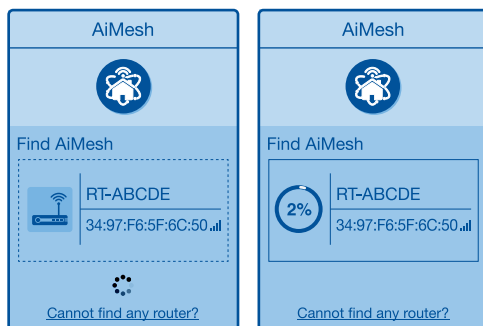 AiMesh
Find AiMesh
RT-ABCDE
34:97:F6:5F:6C:50
Cannot find any router?
AiMesh
Find AiMesh
2%
RT-ABCDE
34:97:F6:5F:6C:50
Cannot find any router?